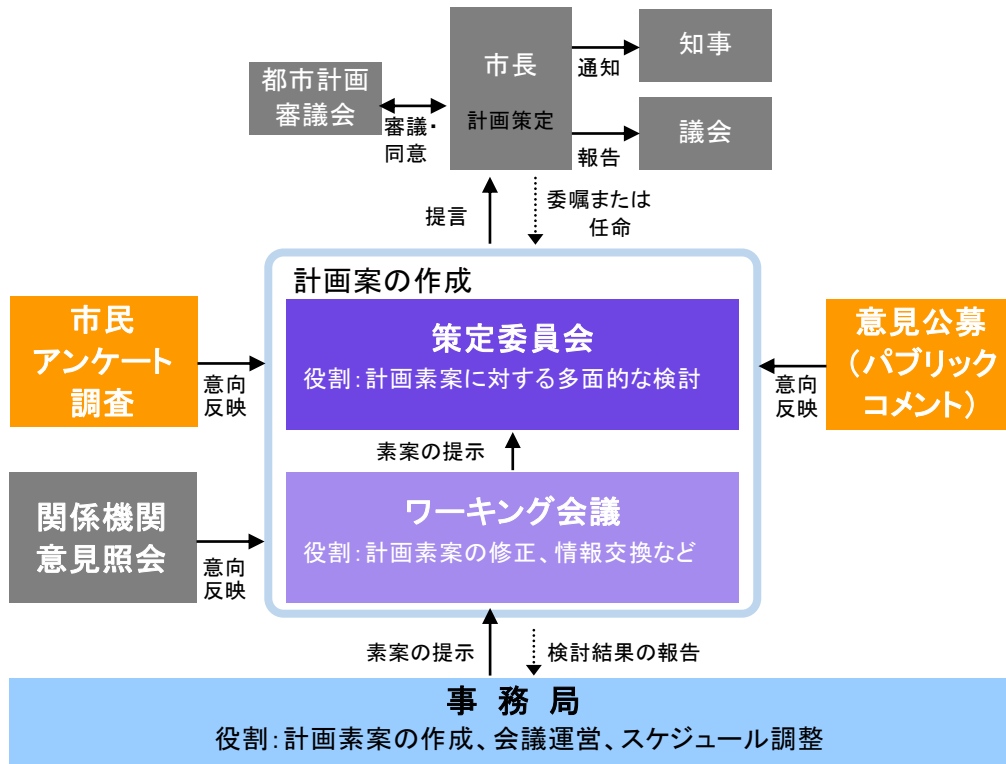 都市計画
審議会
審議・
同意
市長
計画策定
通知
知事
報告
議会
提言
委嘱または
任命
計画案の作成
策定委員会
役割：計画素案に対する多面的な検討
市民
アンケート
調査
意向
反映
意見公募
（パブリック
コメント）
意向
反映
素案の提示
ワーキング会議
役割：計画素案の修正、情報交換など
関係機関
意見照会
意向
反映
素案の提示
検討結果の報告
事 務 局
役割：計画素案の作成、会議運営、スケジュール調整